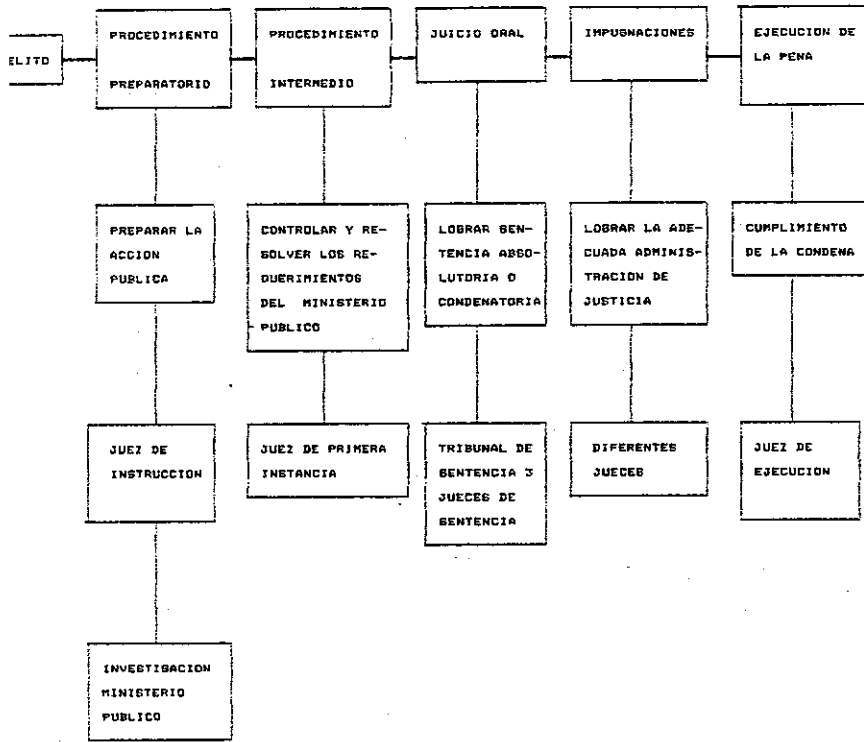 ELITO
PROCEDIMIENTO
PREPARATORIO
PROCEDIMIENTO
INTERMEDIO
JUICIO ORAL
IMPUGNACIONES
EJECUCION DE
LA PENA
PREPARAR LA
ACCION
PUBLICA
CONTROLAR Y RE-
SOLVER LOS RE-
QUERIMIENTOS
DEL MINISTERIO
PUBLICO
LOGRAR SEN-
TENCIA ABSO-
LUTORIA O
CONDENATORIA
LOGRAR LA ADE-
CUADA ADMINIS-
TRACION DE
JUSTICIA
CUMPLIMIENTO
DE LA CONDENA
JUEZ DE
INSTRUCCION
JUEZ DE PRIMERA
INSTANCIA
TRIBUNAL DE
SENTENCIA 3
JUECES DE
SENTENCIA
DIFERENTES
JUECES
JUEZ DE
EJECUCION
INVESTIGACION
MINISTERIO
PUBLICO